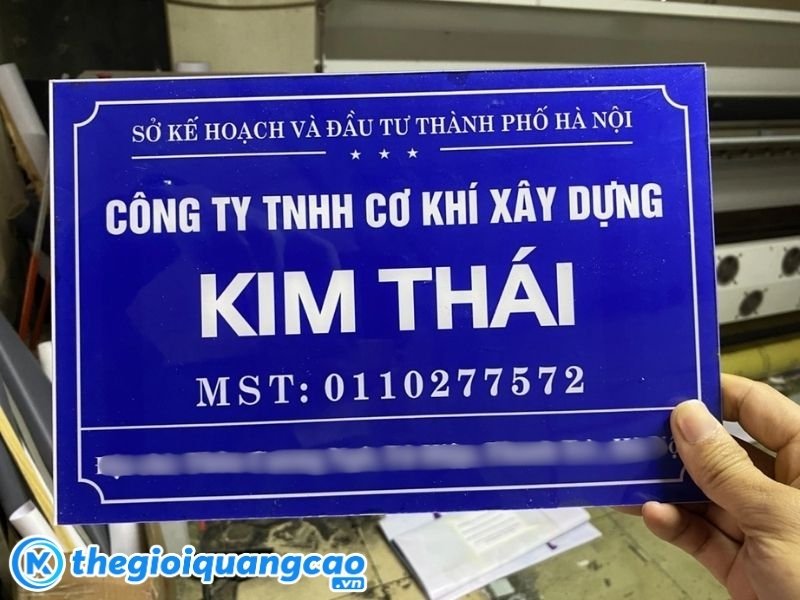 SỞ KẾ HOẠCH VÀ ĐẦU TƯ THÀNH PHỐ HÀ NỘI
CÔNG TY TNHH CƠ KHÍ XÂY DỰNG
KIM THÁI
MST: 0110277572
thegioiquangcao.vn